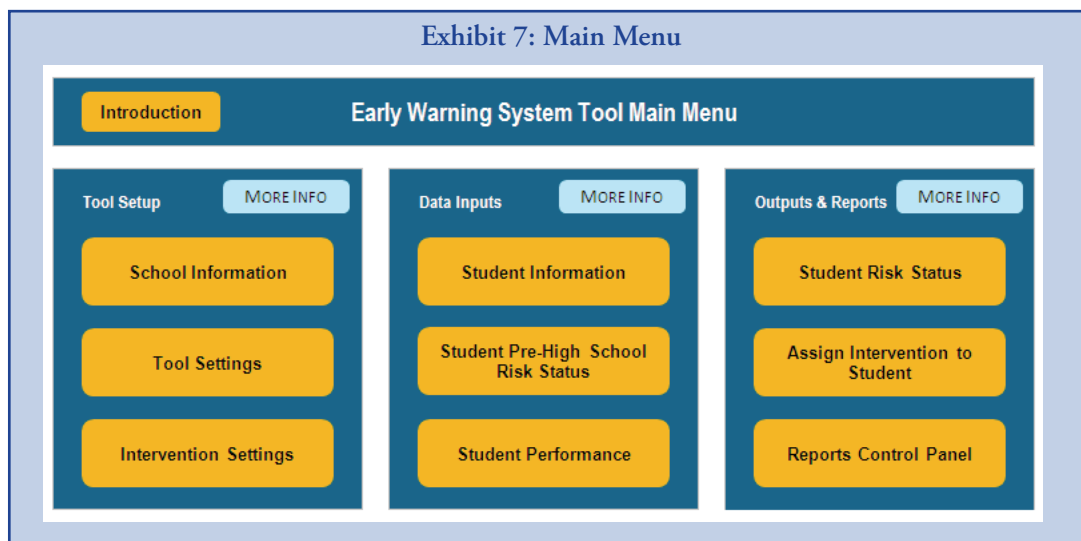 Exhibit 7: Main Menu
Introduction
Early Warning System Tool Main Menu
Tool Setup
MORE INFO
School Information
Tool Settings
Intervention Settings
Data Inputs
MORE INFO
Student Information
Student Pre-High School
Risk Status
Student Performance
Outputs & Reports
MORE INFO
Student Risk Status
Assign Intervention to
Student
Reports Control Panel